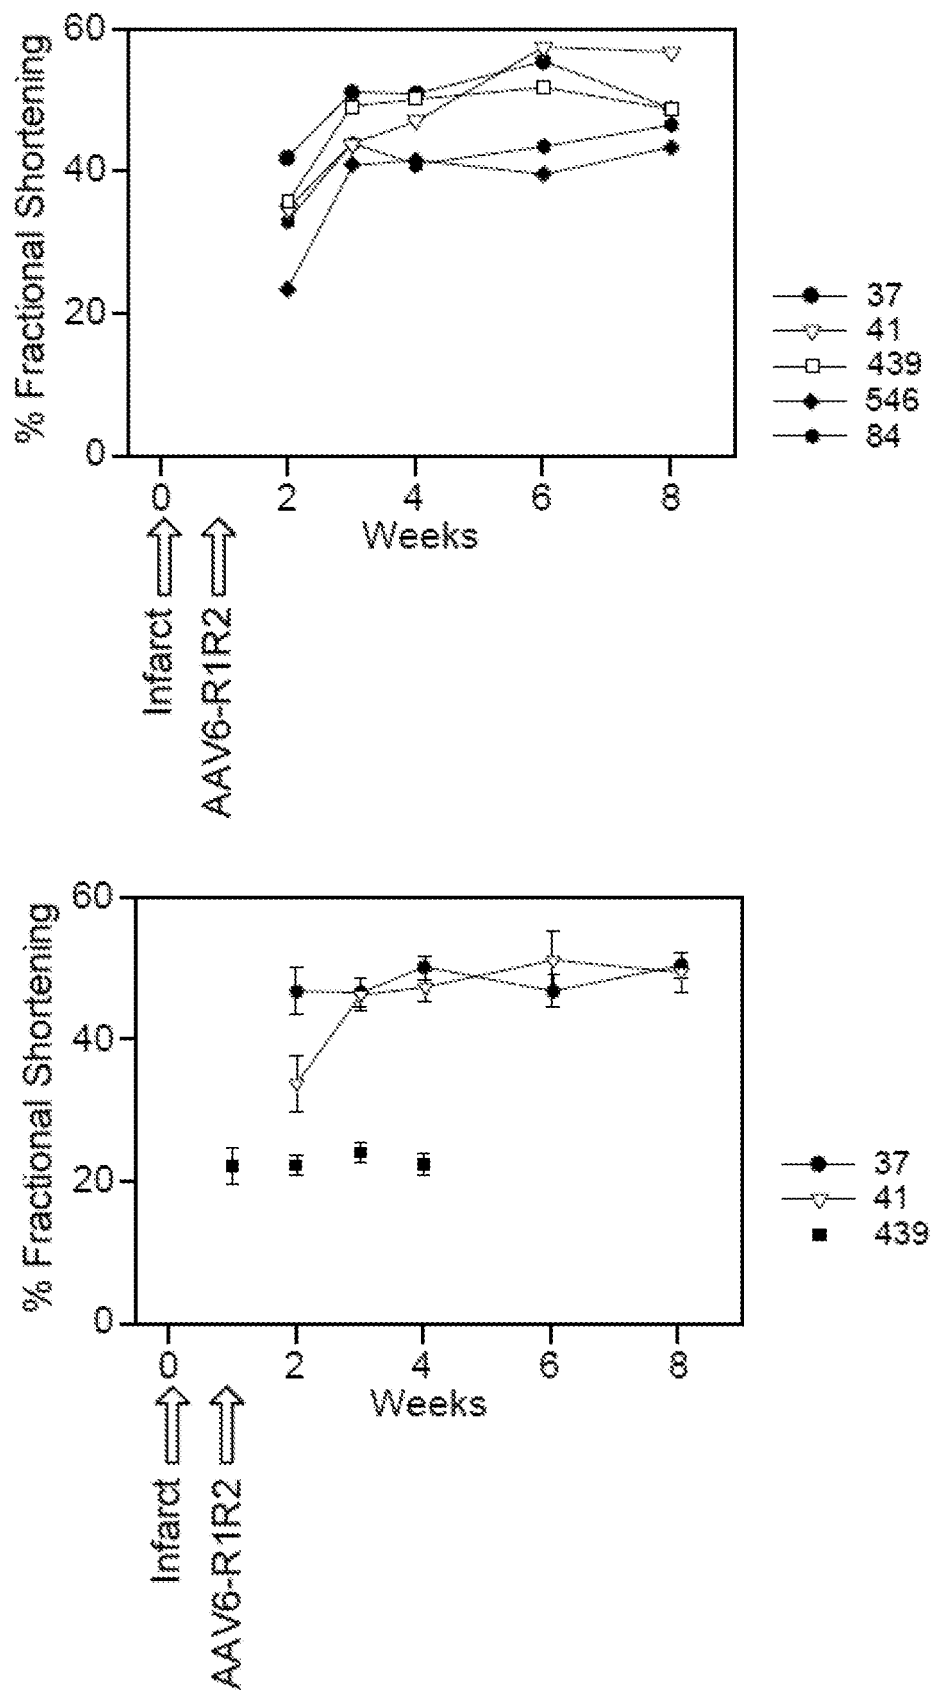 % Fractional Shortening
60
40
20
0
0 2 4 6 8
Weeks
Infarct
AAV6-R1R2
37
41
439
546
84
% Fractional Shortening
60
40
20
0
0 2 4 6 8
Weeks
Infarct
AAV6-R1R2
37
41
439